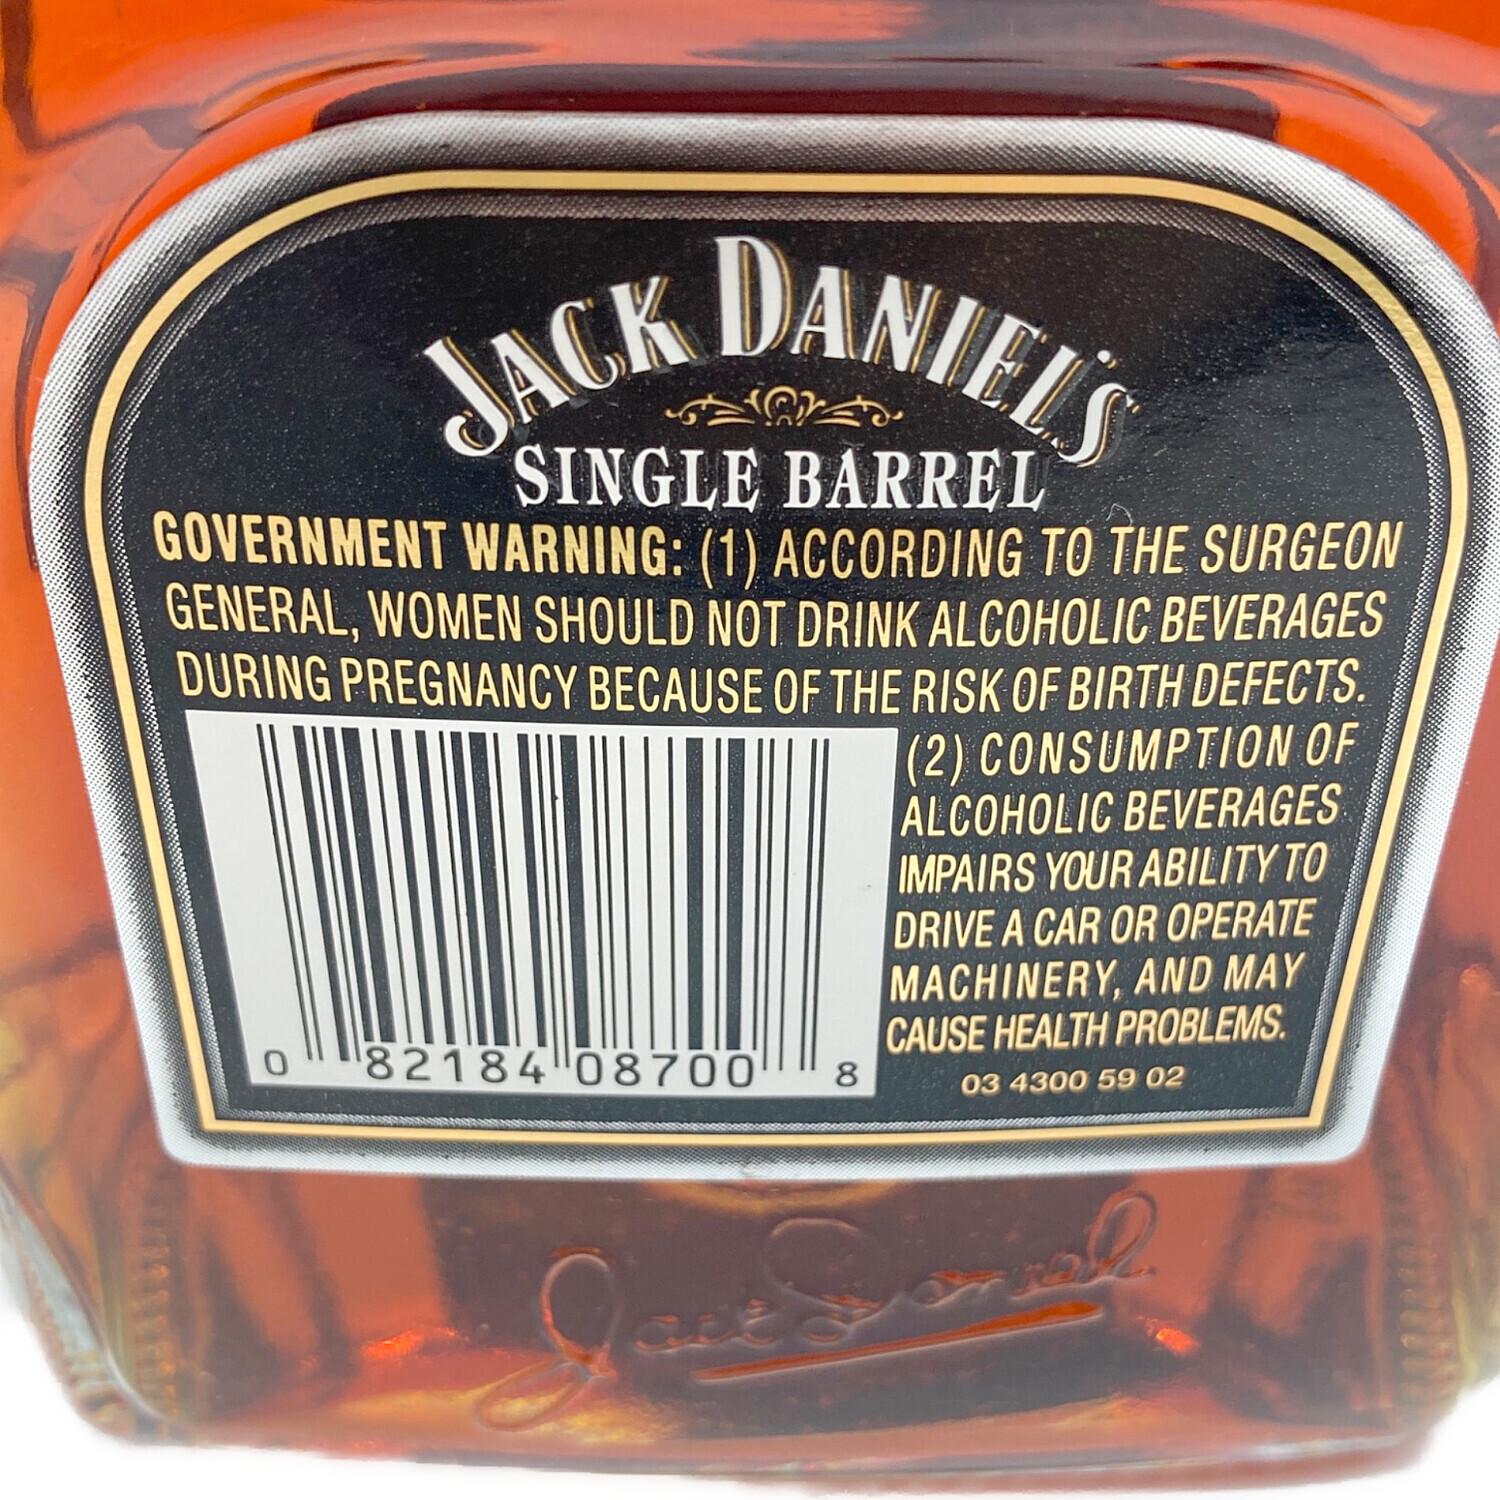 JACK DANIEL'S
SINGLE BARREL
GOVERNMENT WARNING: (1) ACCORDING TO THE SURGEON
GENERAL, WOMEN SHOULD NOT DRINK ALCOHOLIC BEVERAGES
DURING PREGNANCY BECAUSE OF THE RISK OF BIRTH DEFECTS.
(2) CONSUMPTION OF
ALCOHOLIC BEVERAGES
IMPAIRS YOUR ABILITY TO
DRIVE A CAR OR OPERATE
MACHINERY, AND MAY
CAUSE HEALTH PROBLEMS.
03 4300 59 02
0 82184 08700 8
Jack Daniel